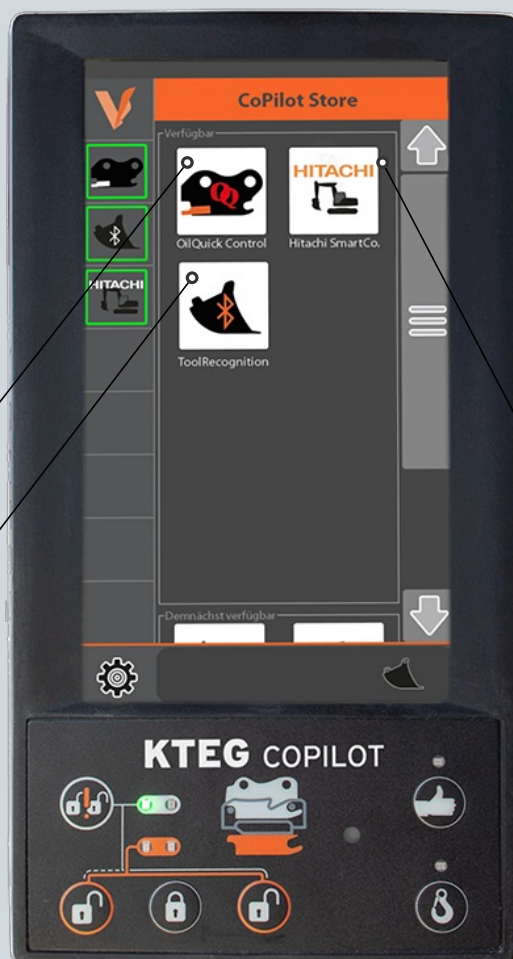 CoPilot Store
Verfügbar
HITACHI
OilQuick Control
Hitachi SmartCo.
HITACHI
ToolRecognition
Demnächst verfügbar
KTEG COPILOT